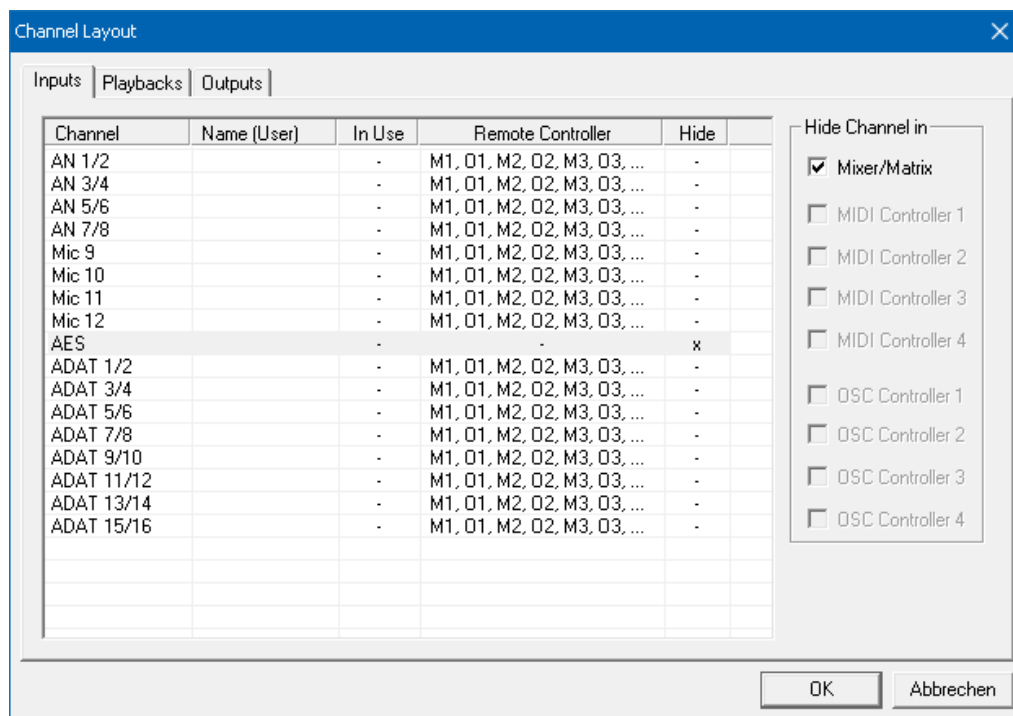 Channel Layout
Inputs Playbacks Outputs
Channel Name (User) In Use Remote Controller Hide
AN 1/2 - M1, O1, M2, O2, M3, O3, ... -
AN 3/4 - M1, O1, M2, O2, M3, O3, ... -
AN 5/6 - M1, O1, M2, O2, M3, O3, ... -
AN 7/8 - M1, O1, M2, O2, M3, O3, ... -
Mic 9 - M1, O1, M2, O2, M3, O3, ... -
Mic 10 - M1, O1, M2, O2, M3, O3, ... -
Mic 11 - M1, O1, M2, O2, M3, O3, ... -
Mic 12 - M1, O1, M2, O2, M3, O3, ... -
AES - - x
ADAT 1/2 - M1, O1, M2, O2, M3, O3, ... -
ADAT 3/4 - M1, O1, M2, O2, M3, O3, ... -
ADAT 5/6 - M1, O1, M2, O2, M3, O3, ... -
ADAT 7/8 - M1, O1, M2, O2, M3, O3, ... -
ADAT 9/10 - M1, O1, M2, O2, M3, O3, ... -
ADAT 11/12 - M1, O1, M2, O2, M3, O3, ... -
ADAT 13/14 - M1, O1, M2, O2, M3, O3, ... -
ADAT 15/16 - M1, O1, M2, O2, M3, O3, ... -
Hide Channel in
Mixer/Matrix
MIDI Controller 1
MIDI Controller 2
MIDI Controller 3
MIDI Controller 4
OSC Controller 1
OSC Controller 2
OSC Controller 3
OSC Controller 4
OK Abbrechen